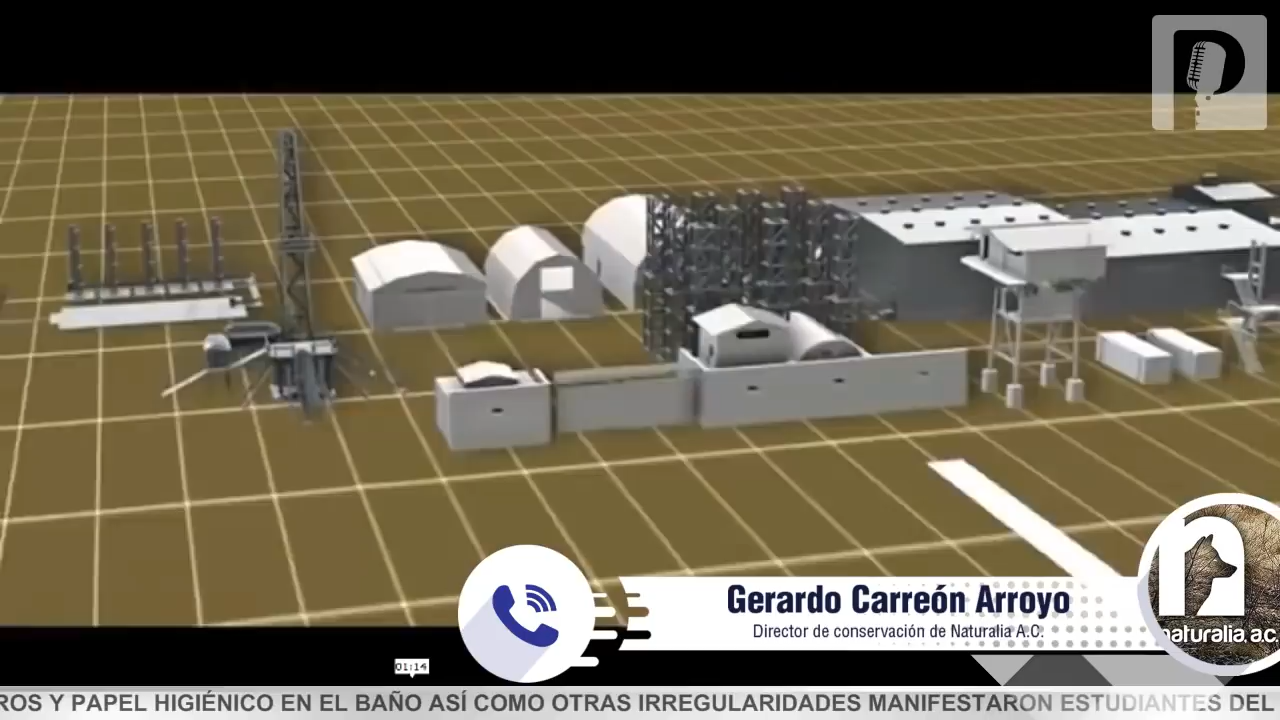 Gerardo Carreón Arroyo
Director de conservación de Naturalia A.C.
naturalia a.c.
01:14
ROS Y PAPEL HIGIÉNICO EN EL BAÑO ASÍ COMO OTRAS IRREGULARIDADES MANIFESTARON ESTUDIANTES DEL